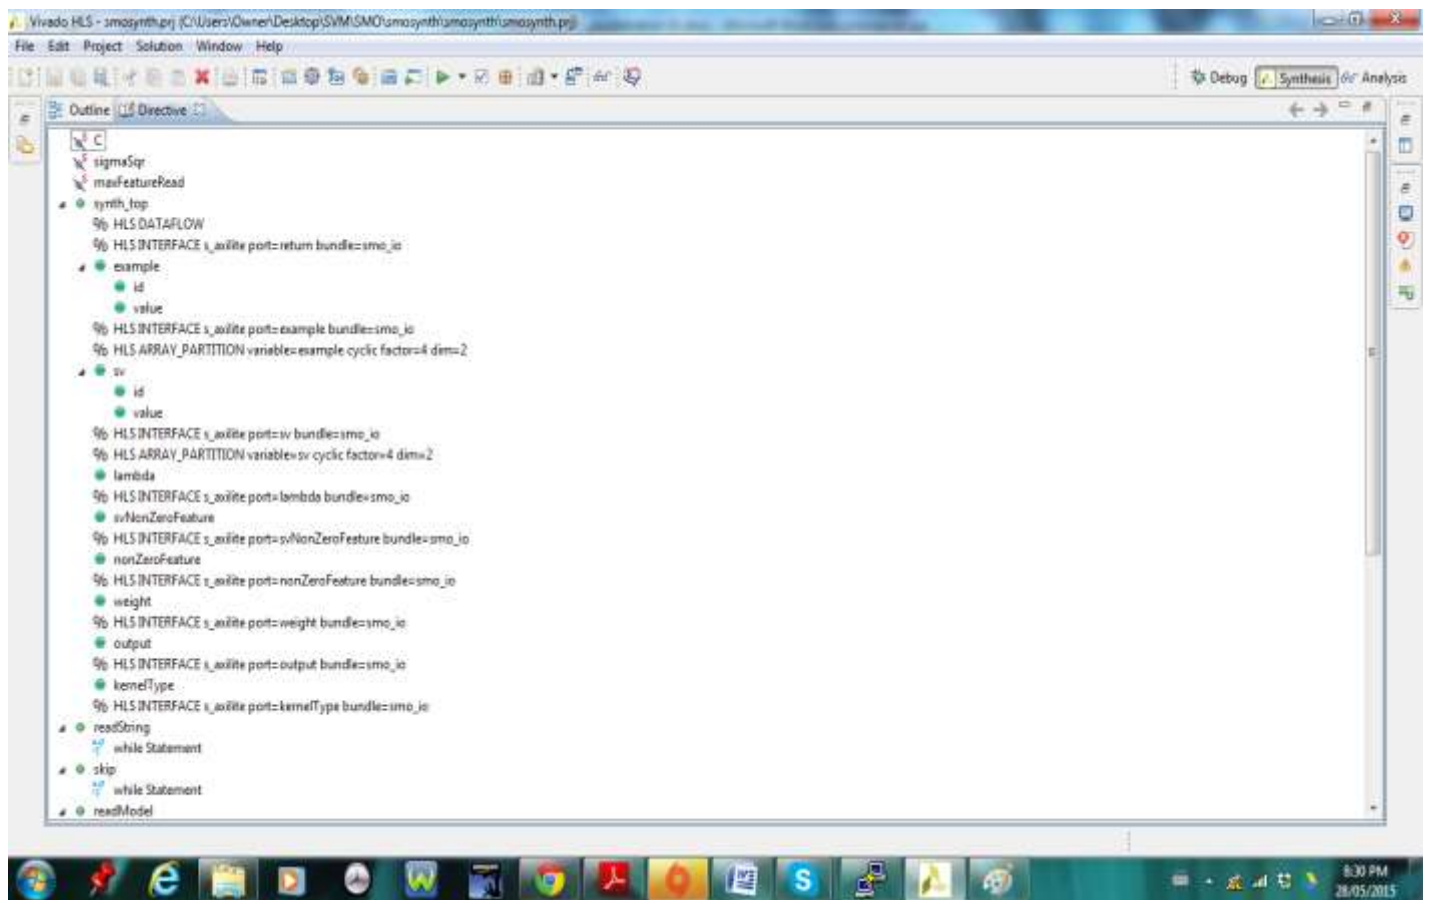 Vivado HLS - smosynth.prj (C:\Users\Owner\Desktop\SVM\SMO\smosynth\smosynth\smosynth.prj)
File Edit Project Solution Window Help
Debug Synthesis Analysis
Outline Directive
C
sigmaSqr
maxFeatureRead
synth_top
% HLS DATAFLOW
% HLS INTERFACE s_axilite port=return bundle=smo_io
example
id
value
% HLS INTERFACE s_axilite port=example bundle=smo_io
% HLS ARRAY_PARTITION variable=example cyclic factor=4 dim=2
sv
id
value
% HLS INTERFACE s_axilite port=sv bundle=smo_io
% HLS ARRAY_PARTITION variable=sv cyclic factor=4 dim=2
lambda
% HLS INTERFACE s_axilite port=lambda bundle=smo_io
svNonZeroFeature
% HLS INTERFACE s_axilite port=svNonZeroFeature bundle=smo_io
nonZeroFeature
% HLS INTERFACE s_axilite port=nonZeroFeature bundle=smo_io
weight
% HLS INTERFACE s_axilite port=weight bundle=smo_io
output
% HLS INTERFACE s_axilite port=output bundle=smo_io
kernelType
% HLS INTERFACE s_axilite port=kernelType bundle=smo_io
readString
while Statement
skip
while Statement
readModel
8:30 PM
28/05/2015